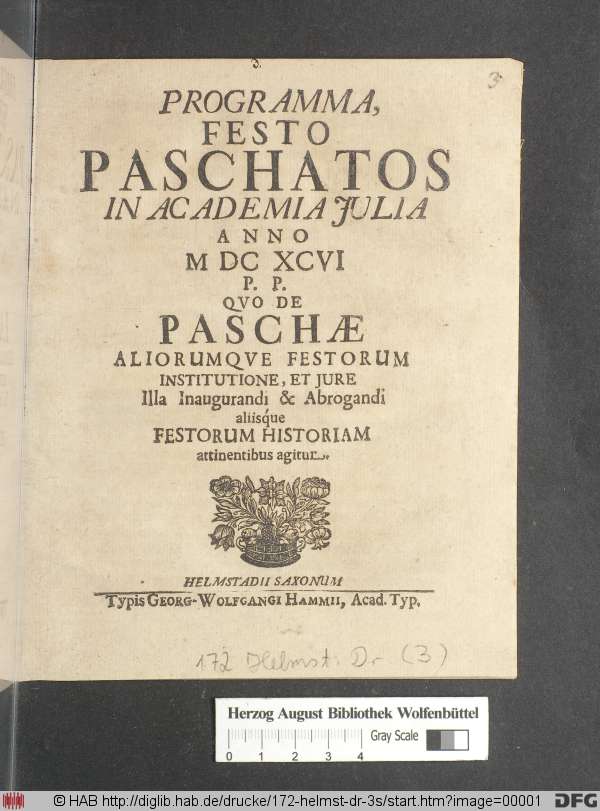 3.
3
PROGRAMMA,
FESTO
PASCHATOS
IN ACADEMIA JULIA
ANNO
M DC XCVI
P. P.
QVO DE
PASCHÆ
ALIORUMQVE FESTORUM
INSTITUTIONE, ET JURE
Illa Inaugurandi & Abrogandi
aliisq́ue
FESTORUM HISTORIAM
attinentibus agitur.
HELMSTADII SAXONUM
Typis GEORG-WOLFGANGI HAMMII, Acad. Typ.
172 Helmst. Dr (3)
Herzog August Bibliothek Wolfenbüttel
0 1 2 3 4 Gray Scale
© HAB http://diglib.hab.de/drucke/172-helmst-dr-3s/start.htm?image=00001
DFG